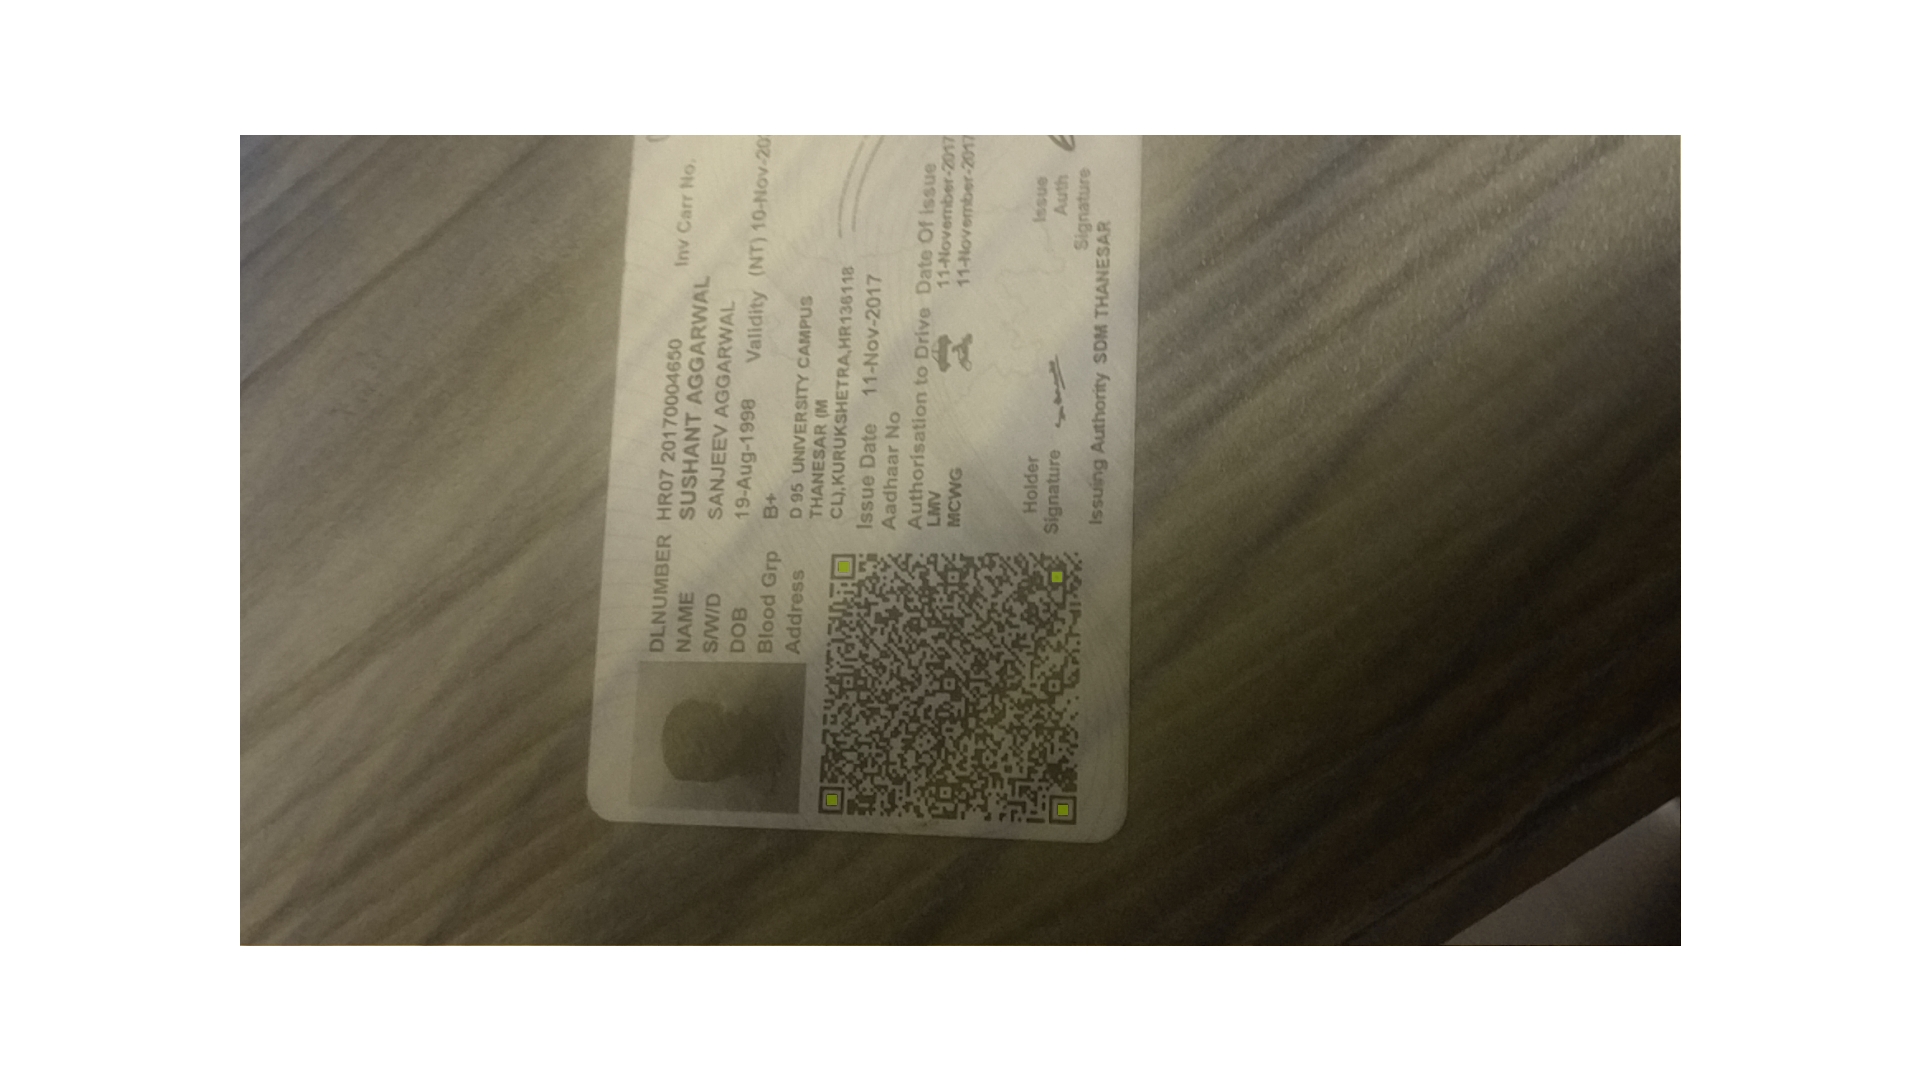 DLNUMBER HR07 20170004650
NAME SUSHANT AGGARWAL Inv Carr No.
S/W/D SANJEEV AGGARWAL
DOB 19-Aug-1998 Validity (NT) 10-Nov-20
Blood Grp B+
Address D 95 UNIVERSITY CAMPUS
THANESAR (M
CL),KURUKSHETRA,HR136118
Issue Date 11-Nov-2017
Aadhaar No
Authorisation to Drive Date Of Issue
LMV 11-November-2017
MCWG 11-November-2017
Holder Signature
Issue Auth Signature
Issuing Authority SDM THANESAR